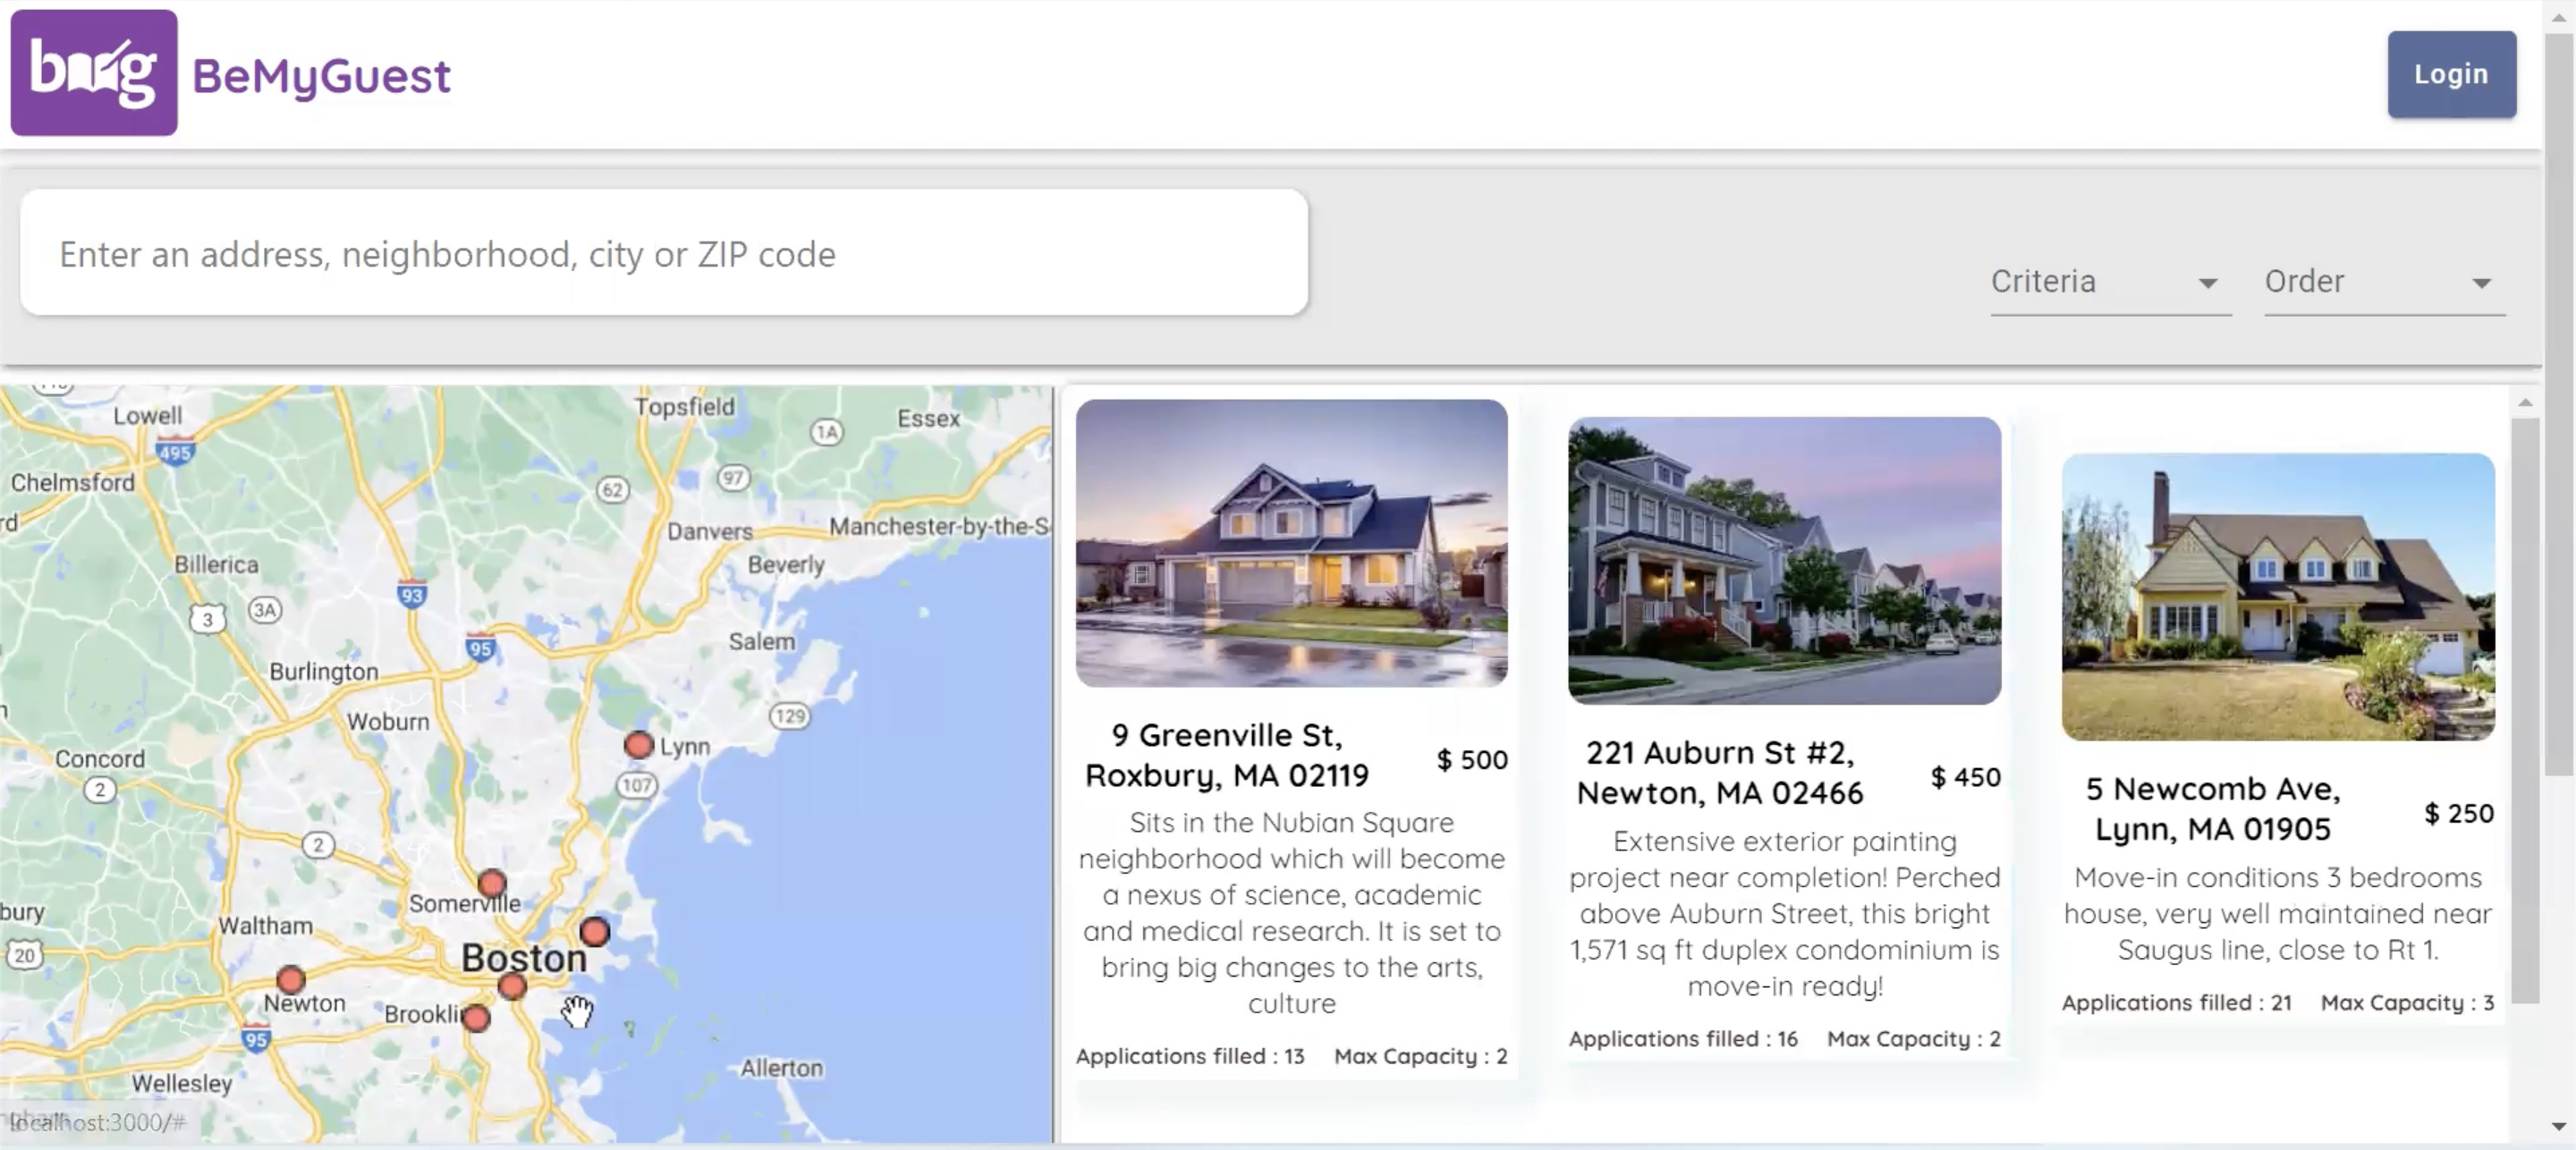 bmg
BeMyGuest
Login
Enter an address, neighborhood, city or ZIP code
Criteria
Order
Lowell
495
Chelmsford
Topsfield
Essex
1A
97
62
Danvers
Manchester-by-the-S
Beverly
Billerica
93
3
3A
95
Salem
Burlington
Woburn
129
Concord
2
Lynn
107
2
Somerville
Waltham
bury
20
Boston
Newton
Brooklin
95
Wellesley
Allerton
localhost:3000/#
9 Greenville St,
Roxbury, MA 02119
$ 500
Sits in the Nubian Square
neighborhood which will become
a nexus of science, academic
and medical research. It is set to
bring big changes to the arts,
culture
Applications filled : 13
Max Capacity : 2
221 Auburn St #2,
Newton, MA 02466
$ 450
Extensive exterior painting
project near completion! Perched
above Auburn Street, this bright
1,571 sq ft duplex condominium is
move-in ready!
Applications filled : 16
Max Capacity : 2
5 Newcomb Ave,
Lynn, MA 01905
$ 250
Move-in conditions 3 bedrooms
house, very well maintained near
Saugus line, close to Rt 1.
Applications filled : 21
Max Capacity : 3